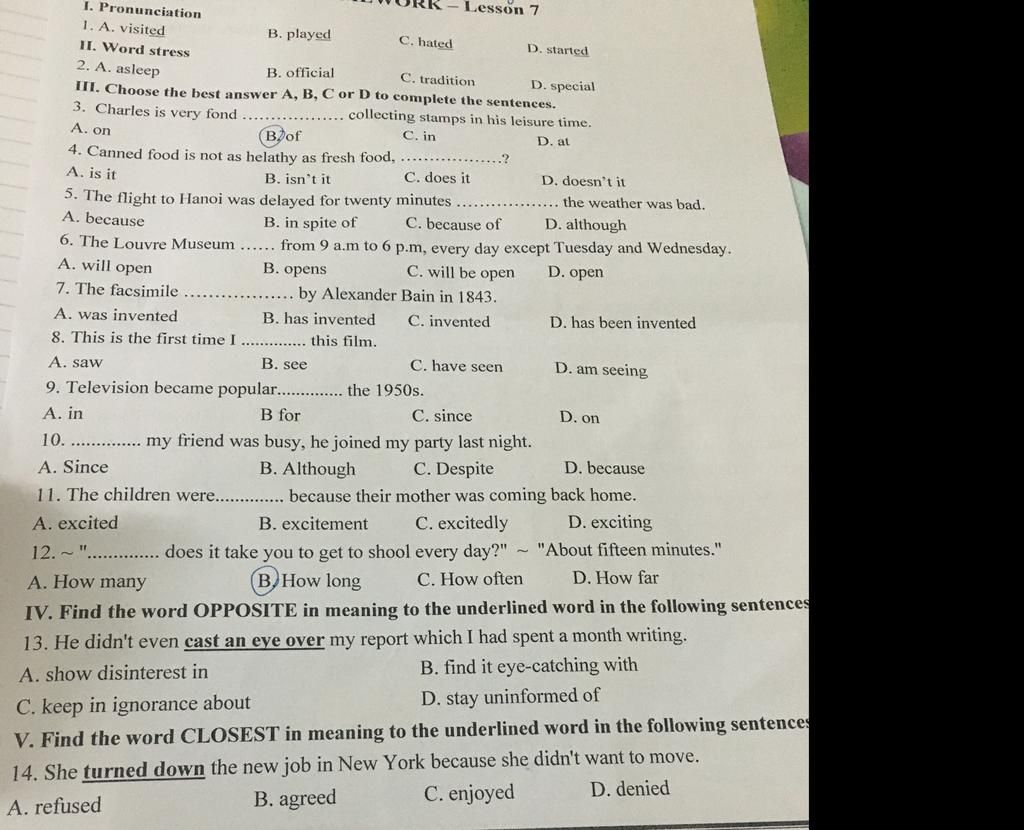 – Lesson 7
I. Pronunciation
1. A. visited B. played C. hated D. started
II. Word stress
2. A. asleep B. official C. tradition D. special
III. Choose the best answer A, B, C or D to complete the sentences.
3. Charles is very fond .................. collecting stamps in his leisure time.
A. on B. of C. in D. at
4. Canned food is not as helathy as fresh food, ..................?
A. is it B. isn't it C. does it D. doesn't it
5. The flight to Hanoi was delayed for twenty minutes .................. the weather was bad.
A. because B. in spite of C. because of D. although
6. The Louvre Museum ...... from 9 a.m to 6 p.m, every day except Tuesday and Wednesday.
A. will open B. opens C. will be open D. open
7. The facsimile .................. by Alexander Bain in 1843.
A. was invented B. has invented C. invented D. has been invented
8. This is the first time I ............. this film.
A. saw B. see C. have seen D. am seeing
9. Television became popular............. the 1950s.
A. in B for C. since D. on
10. ............. my friend was busy, he joined my party last night.
A. Since B. Although C. Despite D. because
11. The children were............. because their mother was coming back home.
A. excited B. excitement C. excitedly D. exciting
12. ~ "............. does it take you to get to shool every day?" ~ "About fifteen minutes."
A. How many B. How long C. How often D. How far
IV. Find the word OPPOSITE in meaning to the underlined word in the following sentences
13. He didn't even cast an eye over my report which I had spent a month writing.
A. show disinterest in B. find it eye-catching with
C. keep in ignorance about D. stay uninformed of
V. Find the word CLOSEST in meaning to the underlined word in the following sentences
14. She turned down the new job in New York because she didn't want to move.
A. refused B. agreed C. enjoyed D. denied